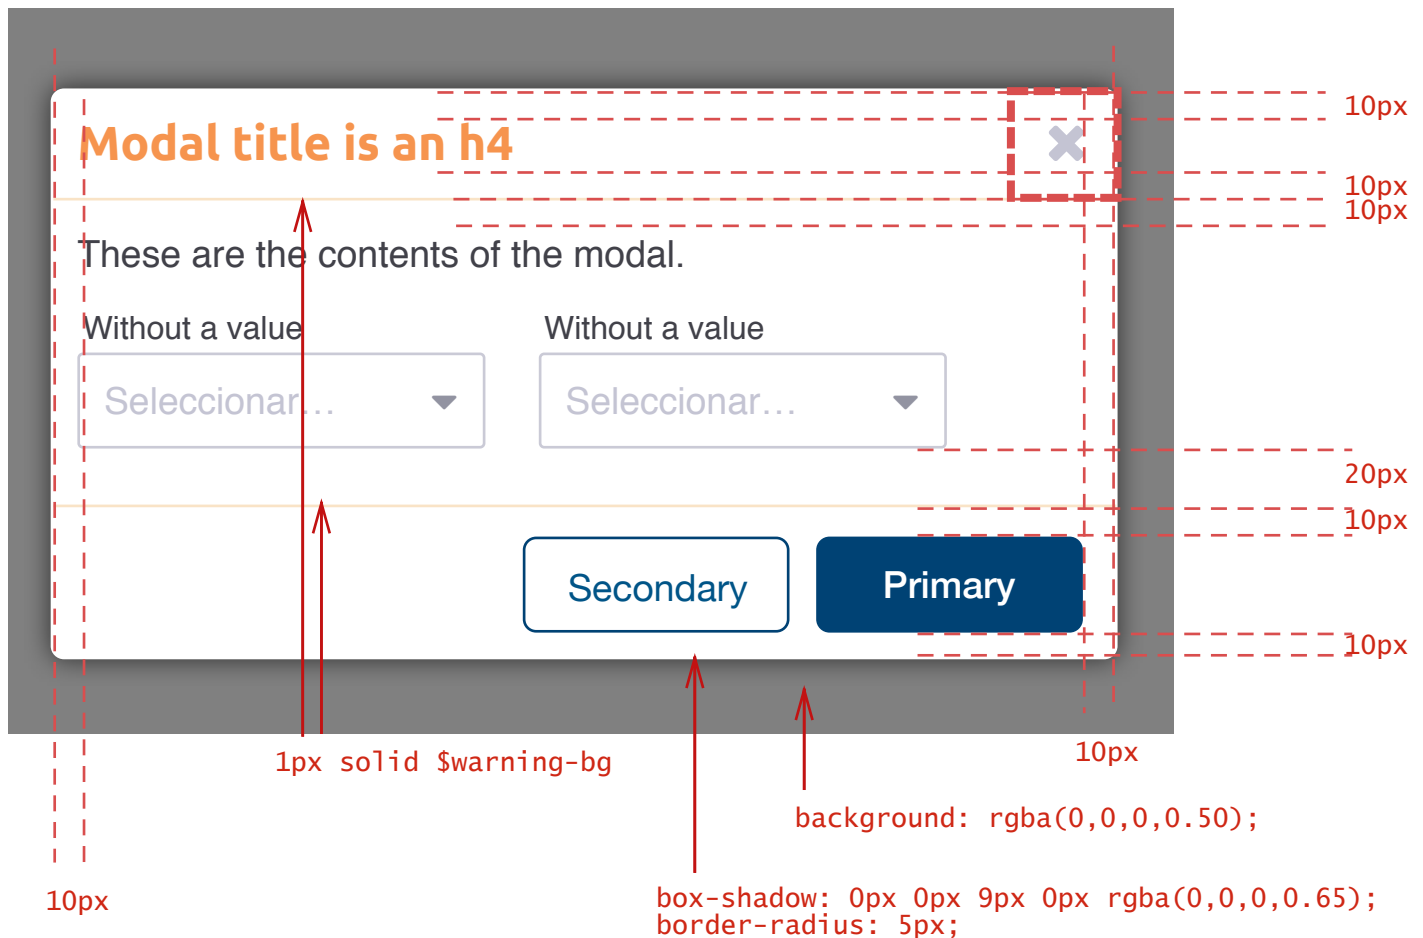 10px
Modal title is an h4
10px
10px
These are the contents of the modal.
Without a value
Without a value
Seleccionar...
Seleccionar...
20px
10px
Secondary
Primary
10px
10px
1px solid $warning-bg
background: rgba(0,0,0,0.50);
10px
box-shadow: 0px 0px 9px 0px rgba(0,0,0,0.65);
border-radius: 5px;